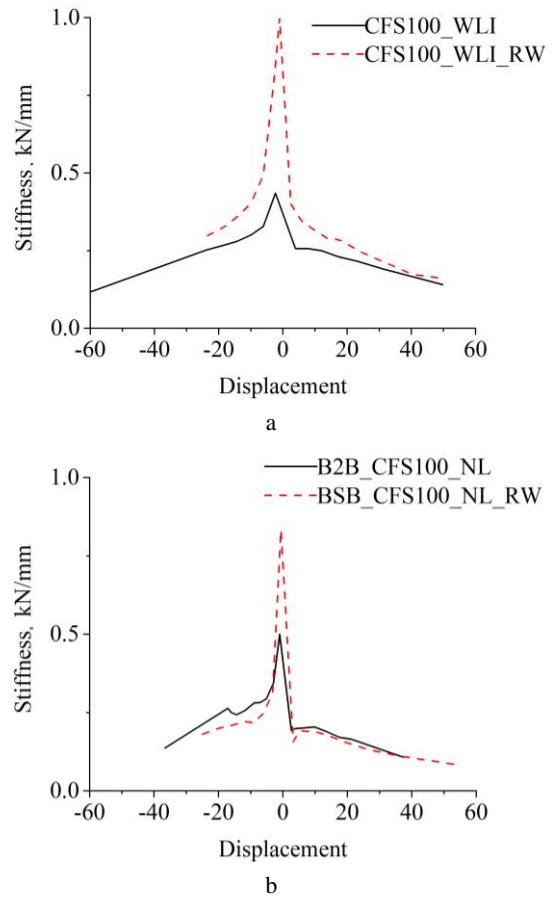 1.0
CFS100_WLI
CFS100_WLI_RW
Stiffness, kN/mm
0.5
0.0
-60 -40 -20 0 20 40 60
Displacement
a
1.0
B2B_CFS100_NL
BSB_CFS100_NL_RW
Stiffness, kN/mm
0.5
0.0
-60 -40 -20 0 20 40 60
Displacement
b